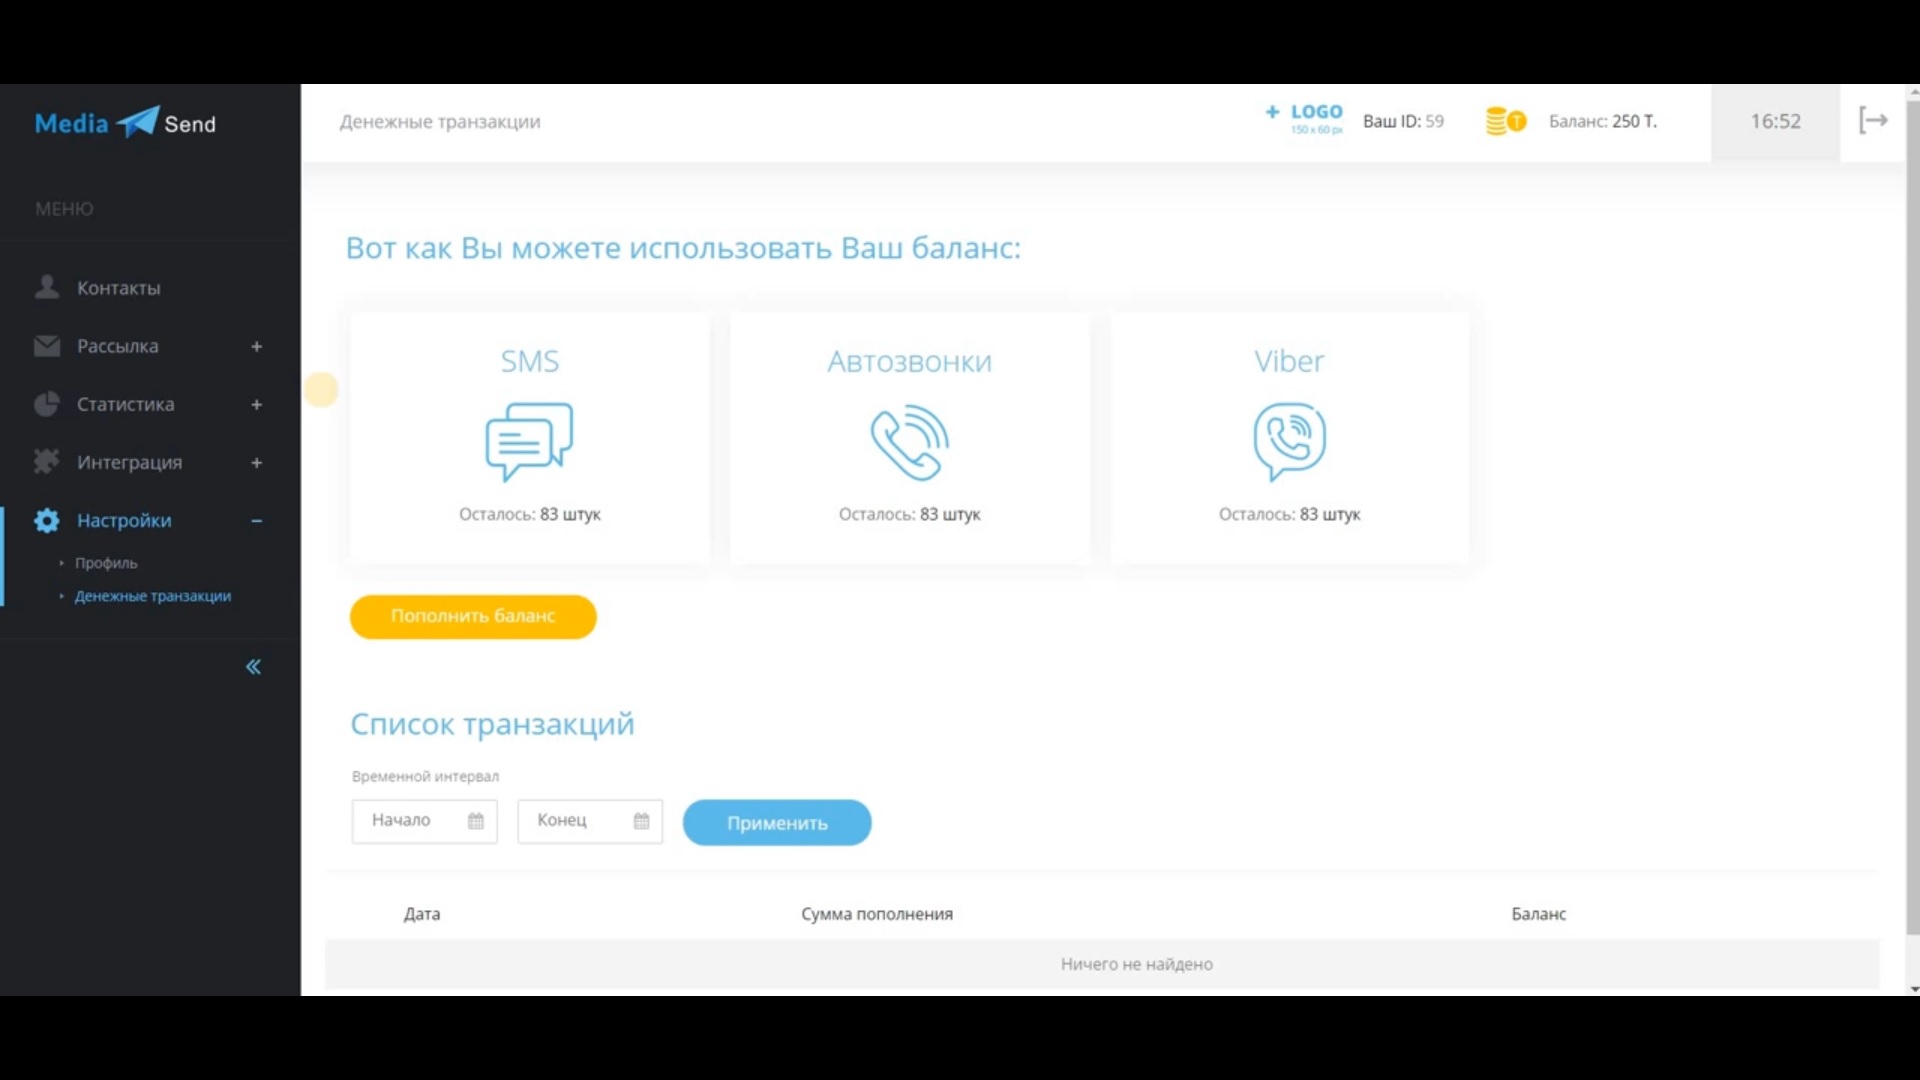 Media Send
Денежные транзакции
+ LOGO
150 x 60 px
Ваш ID: 59
T
Баланс: 250 Т.
16:52
МЕНЮ
Контакты
Рассылка +
Статистика +
Интеграция +
Настройки −
Профиль
Денежные транзакции
Вот как Вы можете использовать Ваш баланс:
SMS
Осталось: 83 штук
Автозвонки
Осталось: 83 штук
Viber
Осталось: 83 штук
Пополнить баланс
Список транзакций
Временной интервал
Начало
Конец
Применить
Дата
Сумма пополнения
Баланс
Ничего не найдено